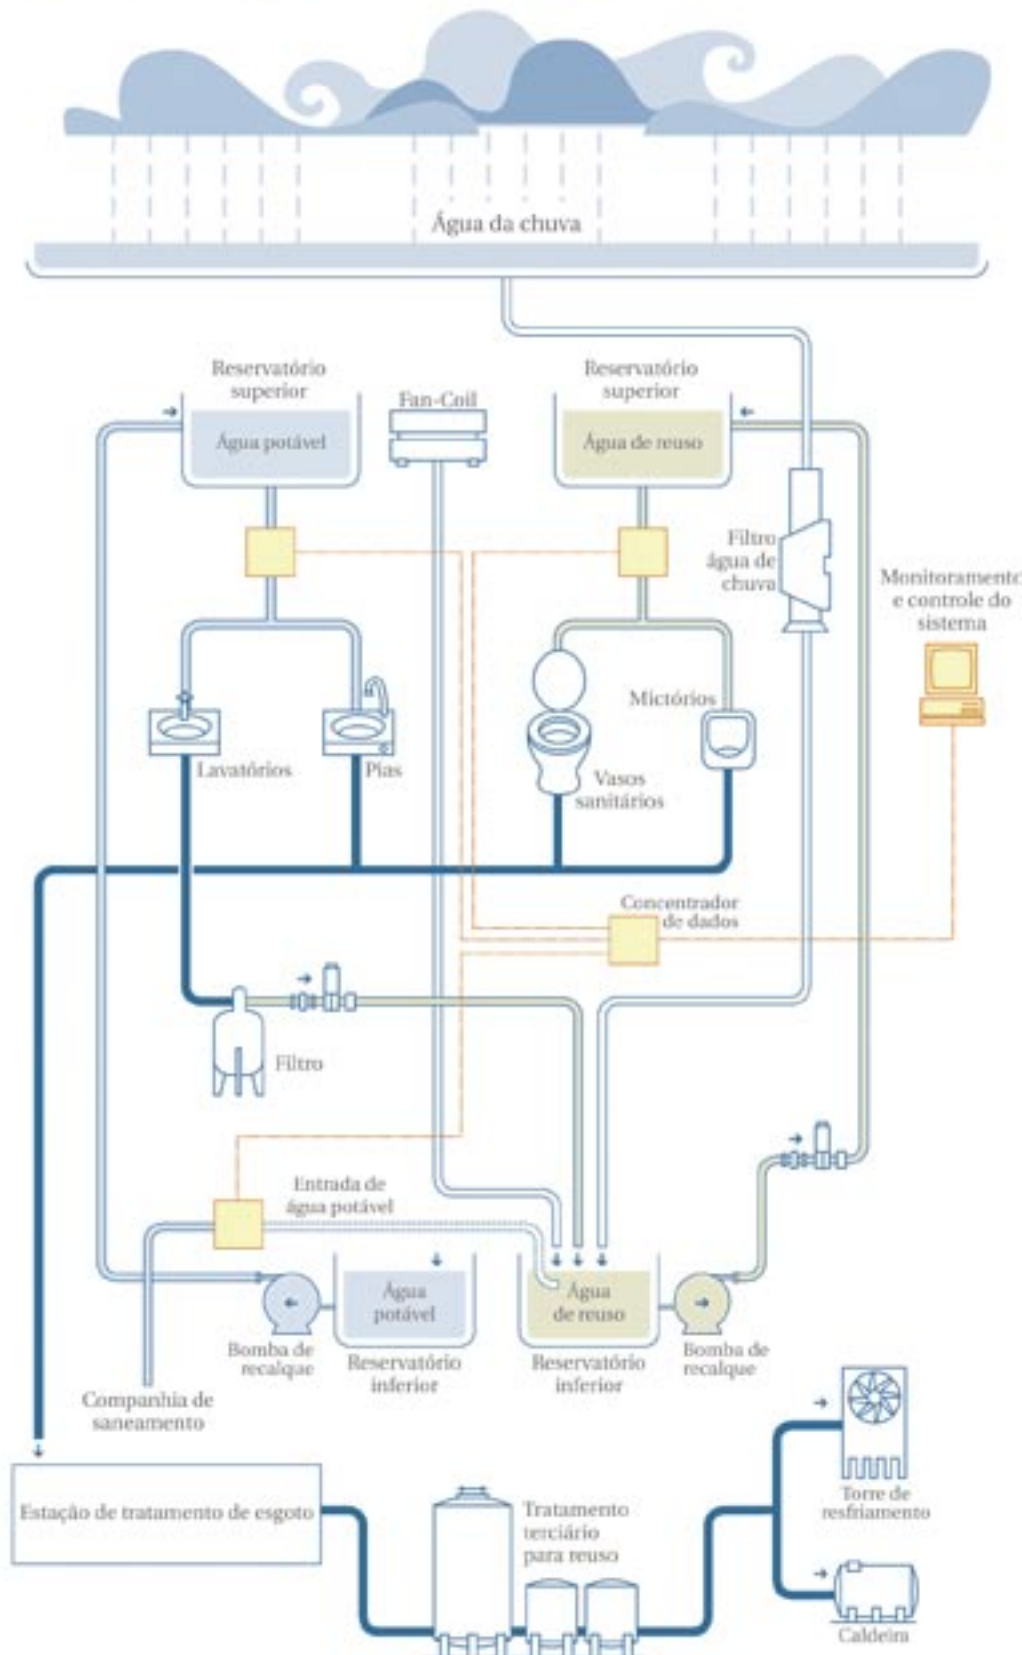 Água da chuva
Reservatório
superior
Água potável
Fan-Coil
Reservatório
superior
Água de reuso
Filtro
água de
chuva
Monitoramento
e controle do
sistema
Lavatórios
Pias
Vasos
sanitários
Mictórios
Concentrador
de dados
Filtro
Entrada de
água potável
Água
potável
Água
de reuso
Bomba de
recalque
Reservatório
inferior
Reservatório
inferior
Bomba de
recalque
Companhia de
saneamento
Estação de tratamento de esgoto
Tratamento
terciário
para reuso
Torre de
resfriamento
Caldeira